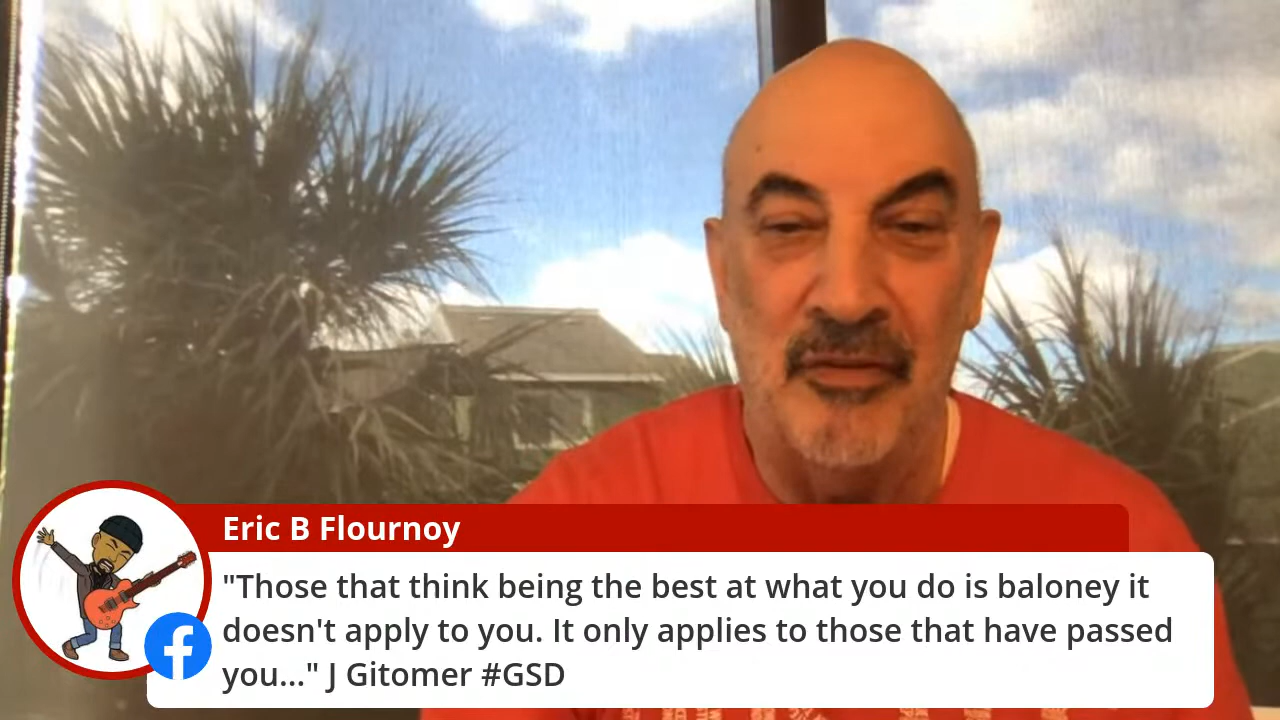 Eric B Flournoy
"Those that think being the best at what you do is baloney it
doesn't apply to you. It only applies to those that have passed
you..." J Gitomer #GSD